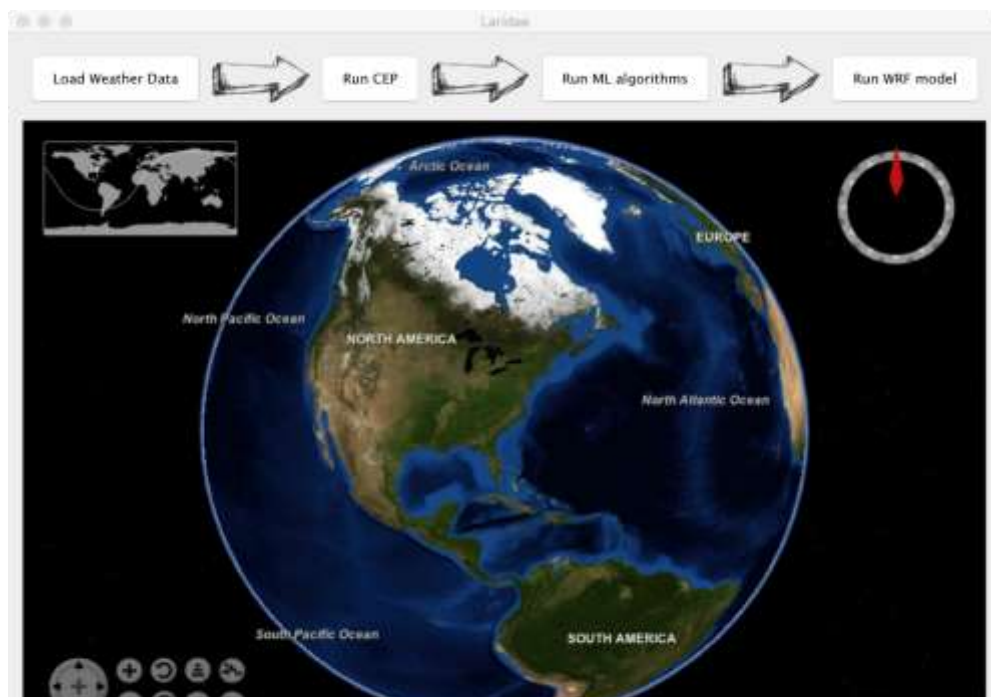 Laridae
Load Weather Data
Run CEP
Run ML algorithms
Run WRF model
Arctic Ocean
EUROPE
North Pacific Ocean
NORTH AMERICA
North Atlantic Ocean
South Pacific Ocean
SOUTH AMERICA